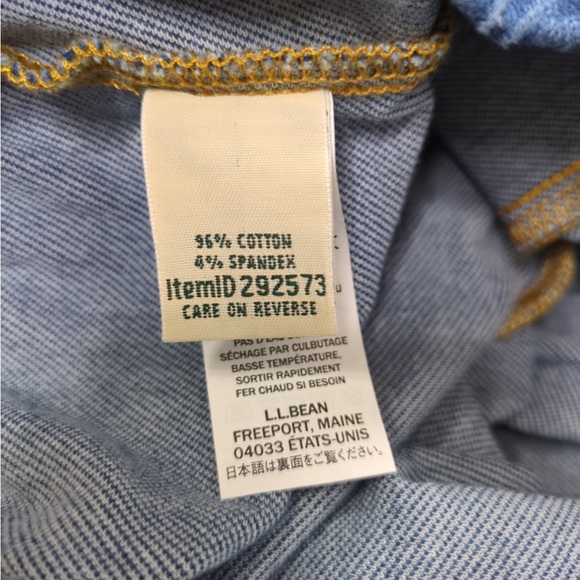 96% COTTON
4% SPANDEX
ItemID 292573
CARE ON REVERSE
PAS D'EAU
SÉCHAGE PAR CULBUTAGE
BASSE TEMPÉRATURE,
SORTIR RAPIDEMENT
FER CHAUD SI BESOIN
L.L.BEAN
FREEPORT, MAINE
04033 ÉTATS-UNIS
日本語は裏面をご覧ください。